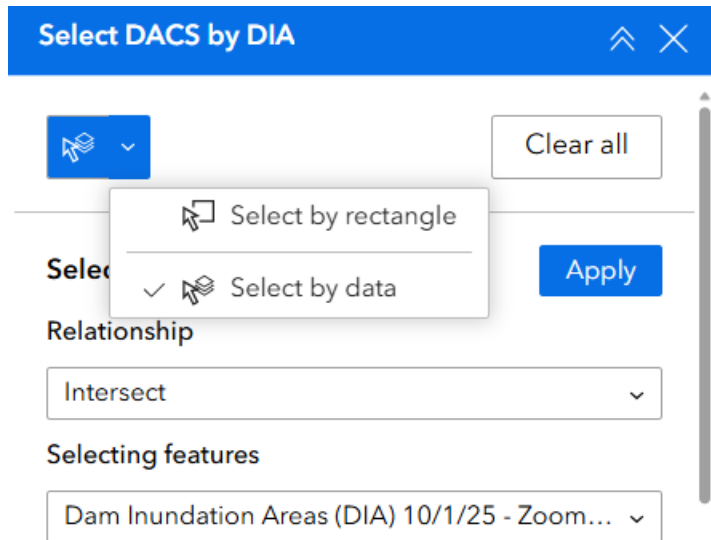 Select DACS by DIA
Clear all
Select by rectangle
Select by data
Apply
Relationship
Intersect
Selecting features
Dam Inundation Areas (DIA) 10/1/25 - Zoom...